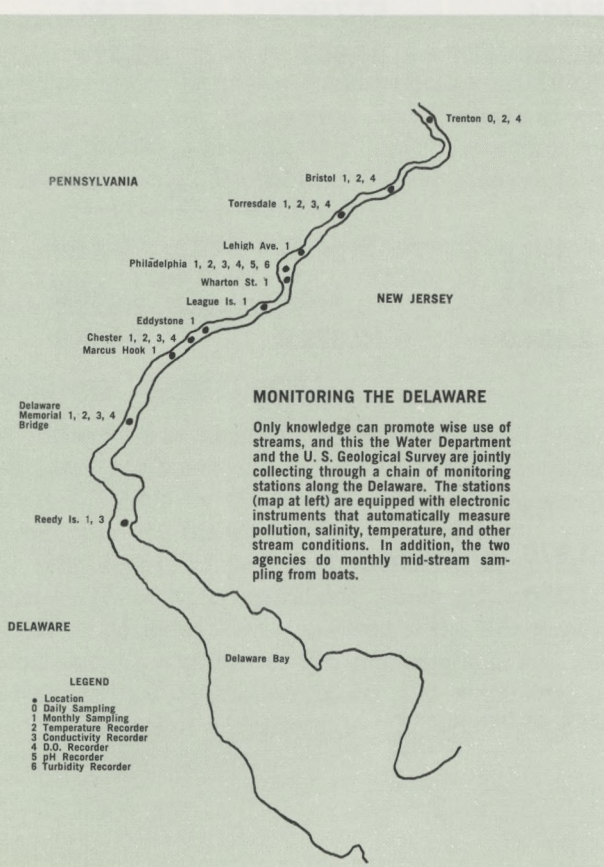 Trenton 0, 2, 4
PENNSYLVANIA
Bristol 1, 2, 4
Torresdale 1, 2, 3, 4
Lehigh Ave. 1
Philadelphia 1, 2, 3, 4, 5, 6
Wharton St. 1
League Is. 1
NEW JERSEY
Eddystone 1
Chester 1, 2, 3, 4
Marcus Hook 1
MONITORING THE DELAWARE
Only knowledge can promote wise use of
streams, and this the Water Department
and the U. S. Geological Survey are jointly
collecting through a chain of monitoring
stations along the Delaware. The stations
(map at left) are equipped with electronic
instruments that automatically measure
pollution, salinity, temperature, and other
stream conditions. In addition, the two
agencies do monthly mid-stream sam-
pling from boats.
Delaware
Memorial 1, 2, 3, 4
Bridge
Reedy Is. 1, 3
DELAWARE
Delaware Bay
LEGEND
Location
0 Daily Sampling
1 Monthly Sampling
2 Temperature Recorder
3 Conductivity Recorder
4 D.O. Recorder
5 pH Recorder
6 Turbidity Recorder